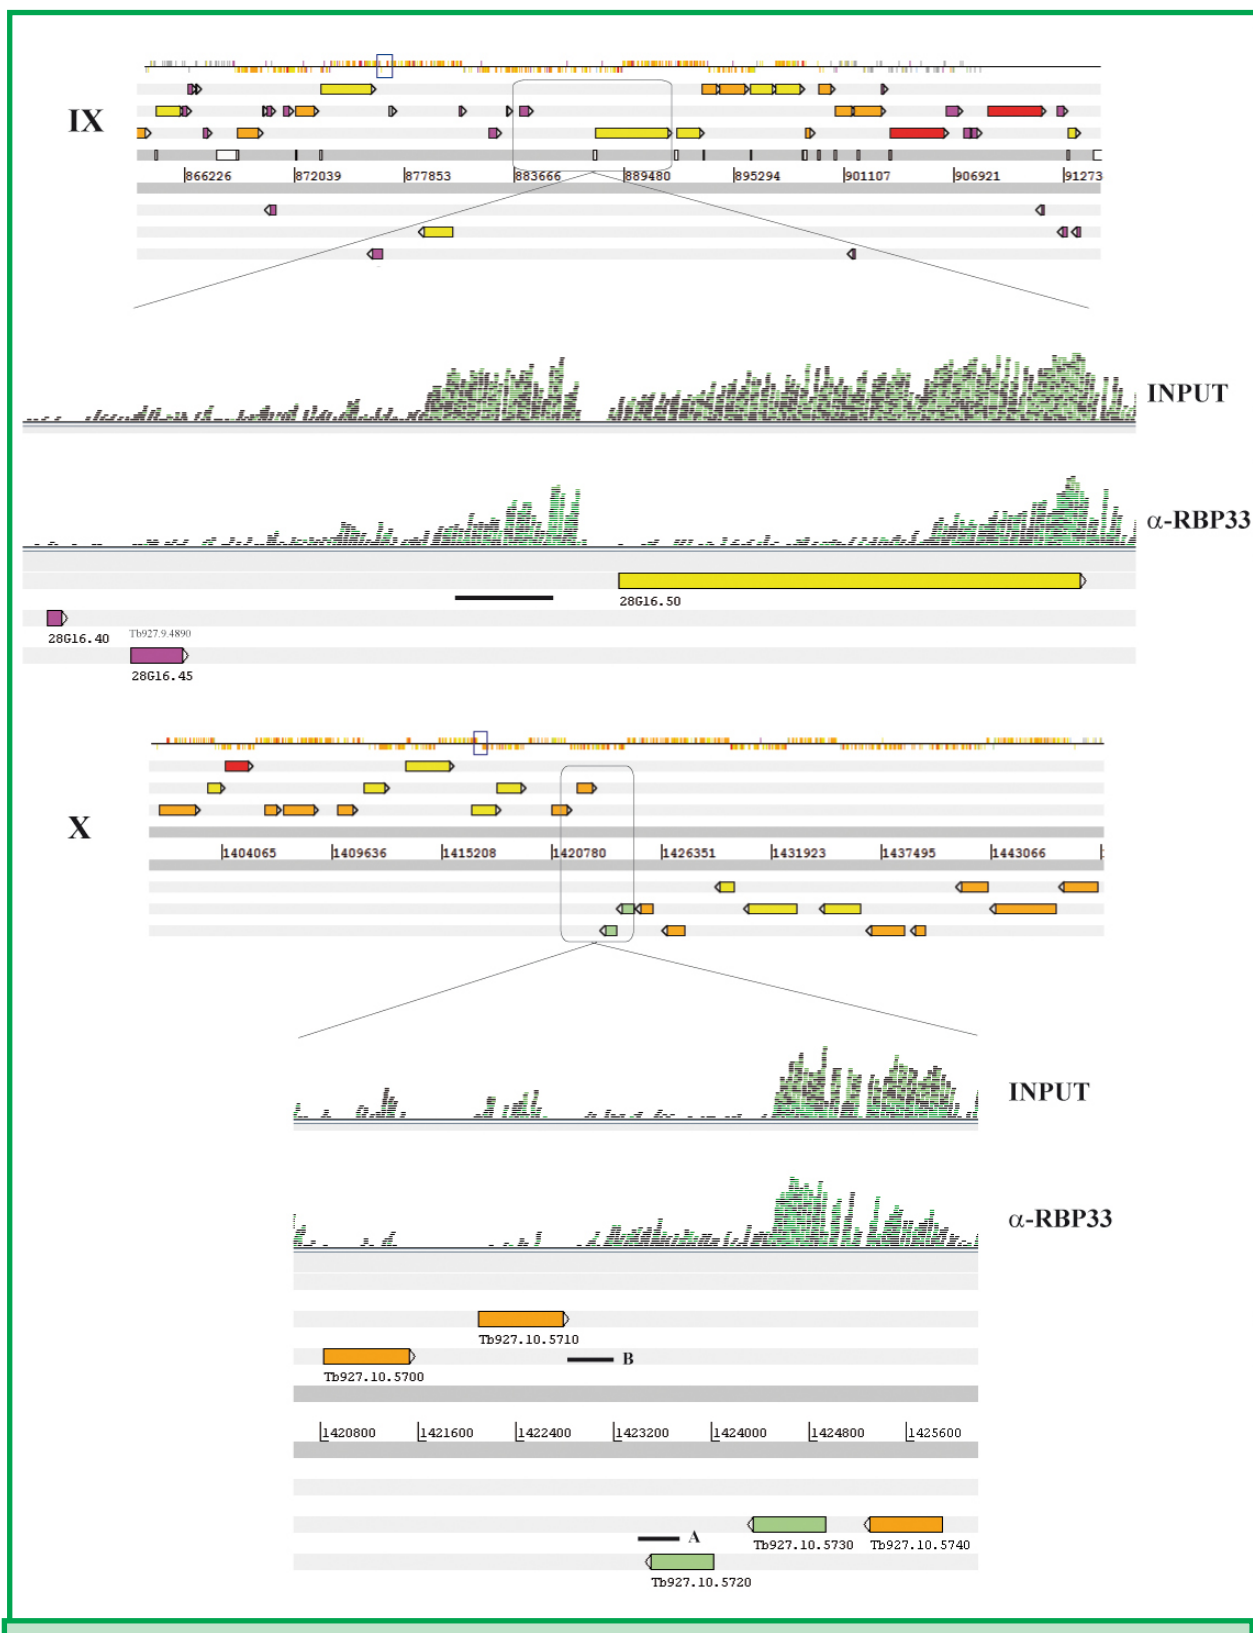 IX
866226 872039 877853 883666 889480 895294 901107 906921 91273
INPUT
α-RBP33
28G16.50
28G16.40
Tb927.9.4890
28G16.45
X
1404065 1409636 1415208 1420780 1426351 1431923 1437495 1443066
INPUT
α-RBP33
Tb927.10.5710
B
Tb927.10.5700
1420800 1421600 1422400 1423200 1424000 1424800 1425600
A
Tb927.10.5730 Tb927.10.5740
Tb927.10.5720